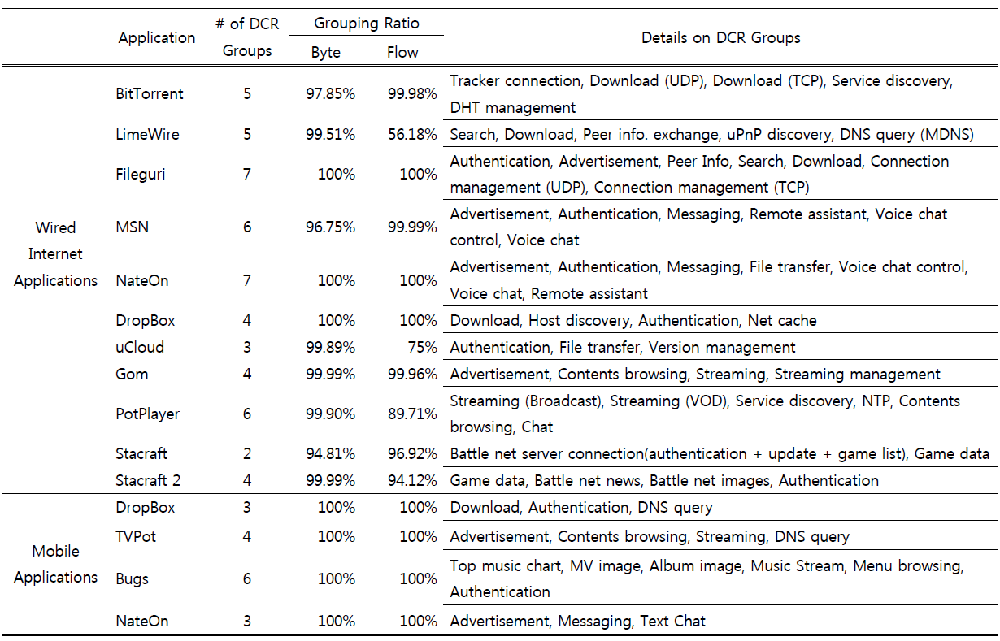 Application # of DCR Groups Grouping Ratio Details on DCR Groups
Byte Flow
Wired Internet Applications
BitTorrent 5 97.85% 99.98% Tracker connection, Download (UDP), Download (TCP), Service discovery,
DHT management
LimeWire 5 99.51% 56.18% Search, Download, Peer info. exchange, uPnP discovery, DNS query (MDNS)
Fileguri 7 100% 100% Authentication, Advertisement, Peer Info, Search, Download, Connection
management (UDP), Connection management (TCP)
MSN 6 96.75% 99.99% Advertisement, Authentication, Messaging, Remote assistant, Voice chat
control, Voice chat
NateOn 7 100% 100% Advertisement, Authentication, Messaging, File transfer, Voice chat control,
Voice chat, Remote assistant
DropBox 4 100% 100% Download, Host discovery, Authentication, Net cache
uCloud 3 99.89% 75% Authentication, File transfer, Version management
Gom 4 99.99% 99.96% Advertisement, Contents browsing, Streaming, Streaming management
PotPlayer 6 99.90% 89.71% Streaming (Broadcast), Streaming (VOD), Service discovery, NTP, Contents
browsing, Chat
Stacraft 2 94.81% 96.92% Battle net server connection(authentication + update + game list), Game data
Stacraft 2 4 99.99% 94.12% Game data, Battle net news, Battle net images, Authentication
Mobile Applications
DropBox 3 100% 100% Download, Authentication, DNS query
TVPot 4 100% 100% Advertisement, Contents browsing, Streaming, DNS query
Bugs 6 100% 100% Top music chart, MV image, Album image, Music Stream, Menu browsing,
Authentication
NateOn 3 100% 100% Advertisement, Messaging, Text Chat